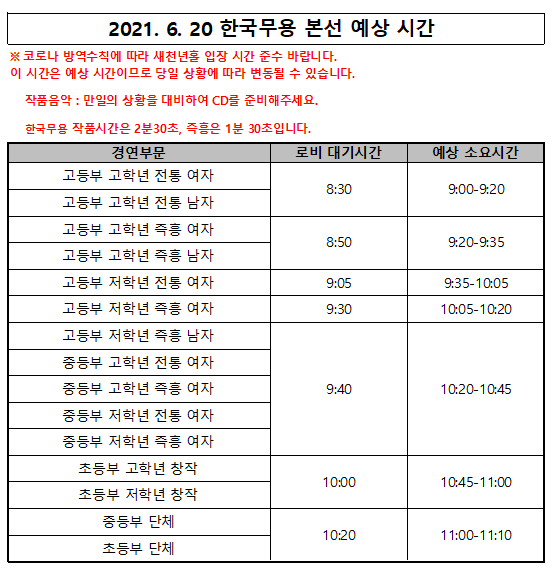 2021. 6. 20 한국무용 본선 예상 시간
※ 코로나 방역수칙에 따라 새천년홀 입장 시간 준수 바랍니다.
이 시간은 예상 시간이므로 당일 상황에 따라 변동될 수 있습니다.
작품음악 : 만일의 상황을 대비하여 CD를 준비해주세요.
한국무용 작품시간은 2분30초, 즉흥은 1분 30초입니다.
경연부문 로비 대기시간 예상 소요시간
고등부 고학년 전통 여자
고등부 고학년 전통 남자
8:30 9:00-9:20
고등부 고학년 즉흥 여자
고등부 고학년 즉흥 남자
8:50 9:20-9:35
고등부 저학년 전통 여자 9:05 9:35-10:05
고등부 저학년 즉흥 여자 9:30 10:05-10:20
고등부 저학년 즉흥 남자
중등부 고학년 전통 여자
중등부 고학년 즉흥 여자
중등부 저학년 전통 여자
중등부 저학년 즉흥 여자
9:40 10:20-10:45
초등부 고학년 창작
초등부 저학년 창작
10:00 10:45-11:00
중등부 단체
초등부 단체
10:20 11:00-11:10